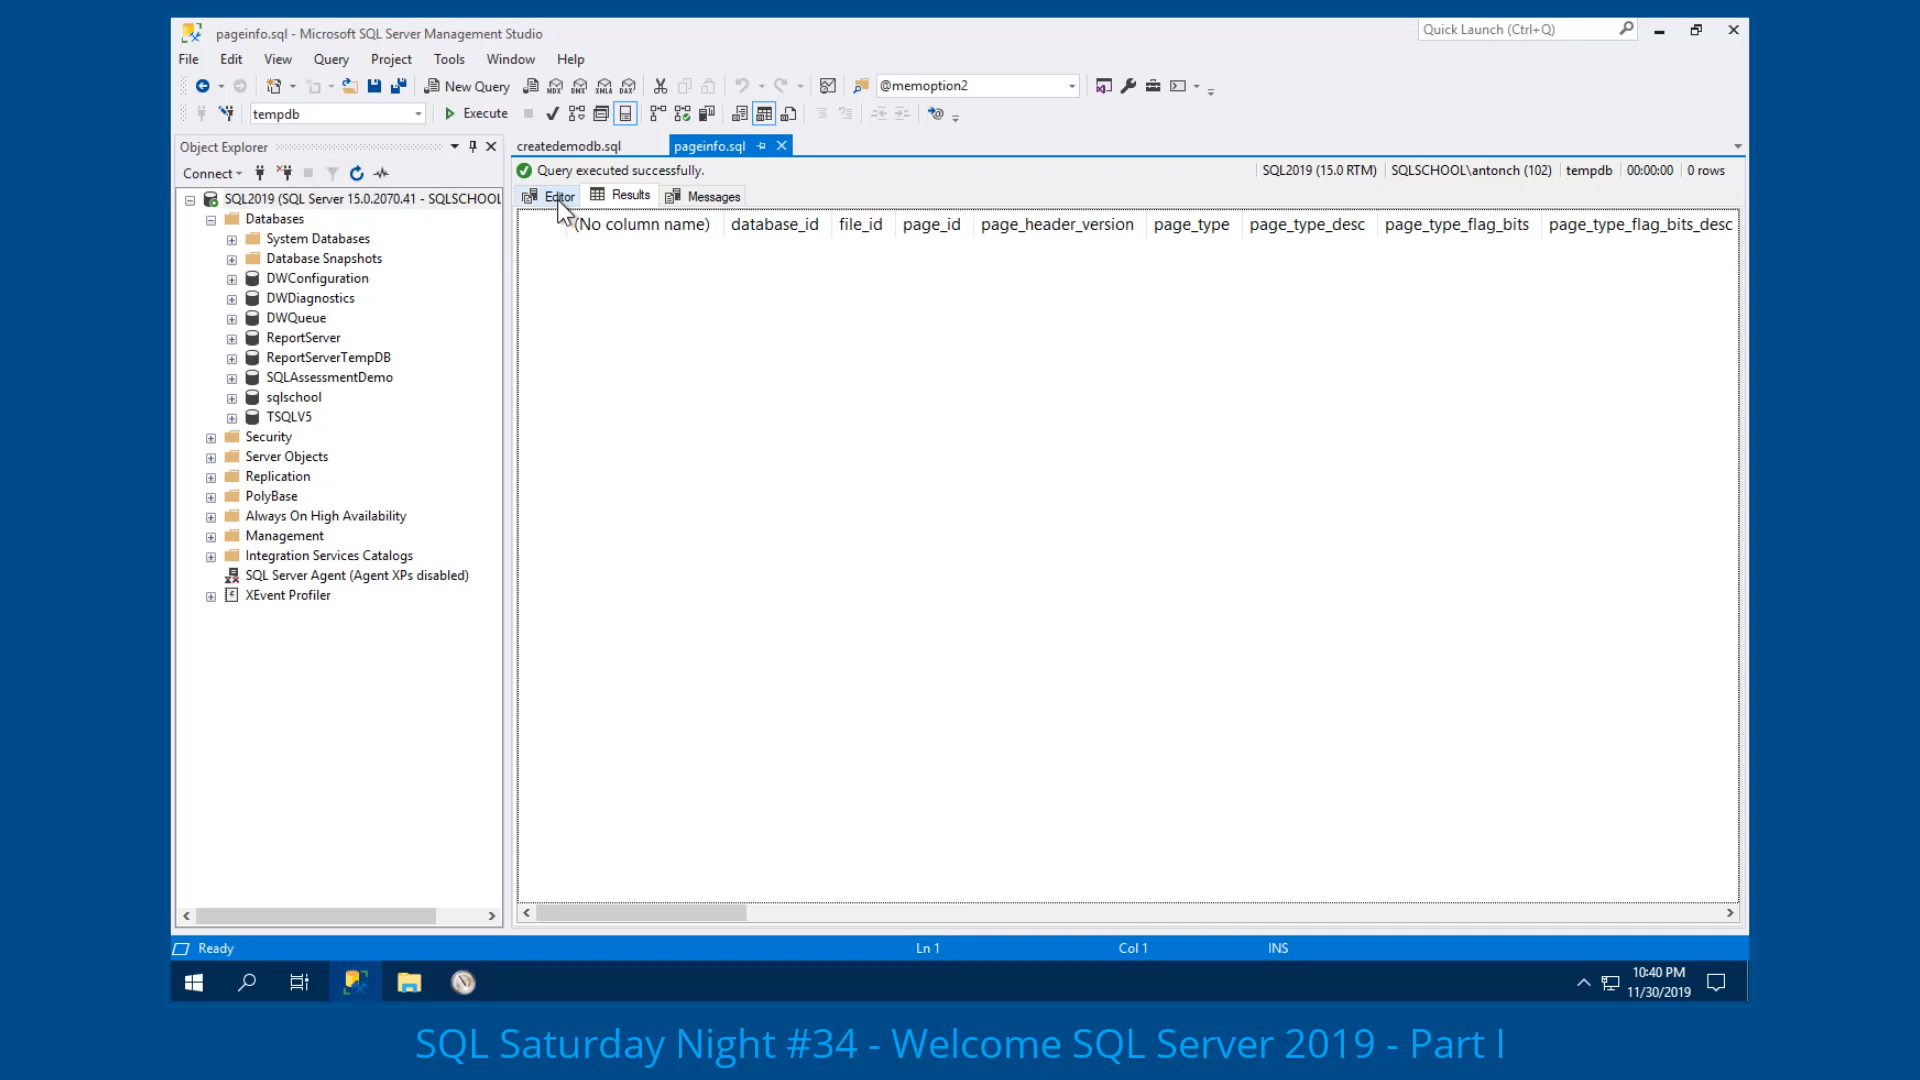 pageinfo.sql - Microsoft SQL Server Management Studio
Quick Launch (Ctrl+Q)
File Edit View Query Project Tools Window Help
New Query MDX DMX XMLA DAX @memoption2
tempdb Execute
Object Explorer
createdemodb.sql pageinfo.sql
Connect
Query executed successfully. SQL2019 (15.0 RTM) SQLSCHOOL\antonch (102) tempdb 00:00:00 0 rows
Editor Results Messages
(No column name) database_id file_id page_id page_header_version page_type page_type_desc page_type_flag_bits page_type_flag_bits_desc
SQL2019 (SQL Server 15.0.2070.41 - SQLSCHOOL
Databases
System Databases
Database Snapshots
DWConfiguration
DWDiagnostics
DWQueue
ReportServer
ReportServerTempDB
SQLAssessmentDemo
sqlschool
TSQLV5
Security
Server Objects
Replication
PolyBase
Always On High Availability
Management
Integration Services Catalogs
SQL Server Agent (Agent XPs disabled)
XEvent Profiler
Ready Ln 1 Col 1 INS
10:40 PM
11/30/2019
SQL Saturday Night #34 - Welcome SQL Server 2019 - Part I